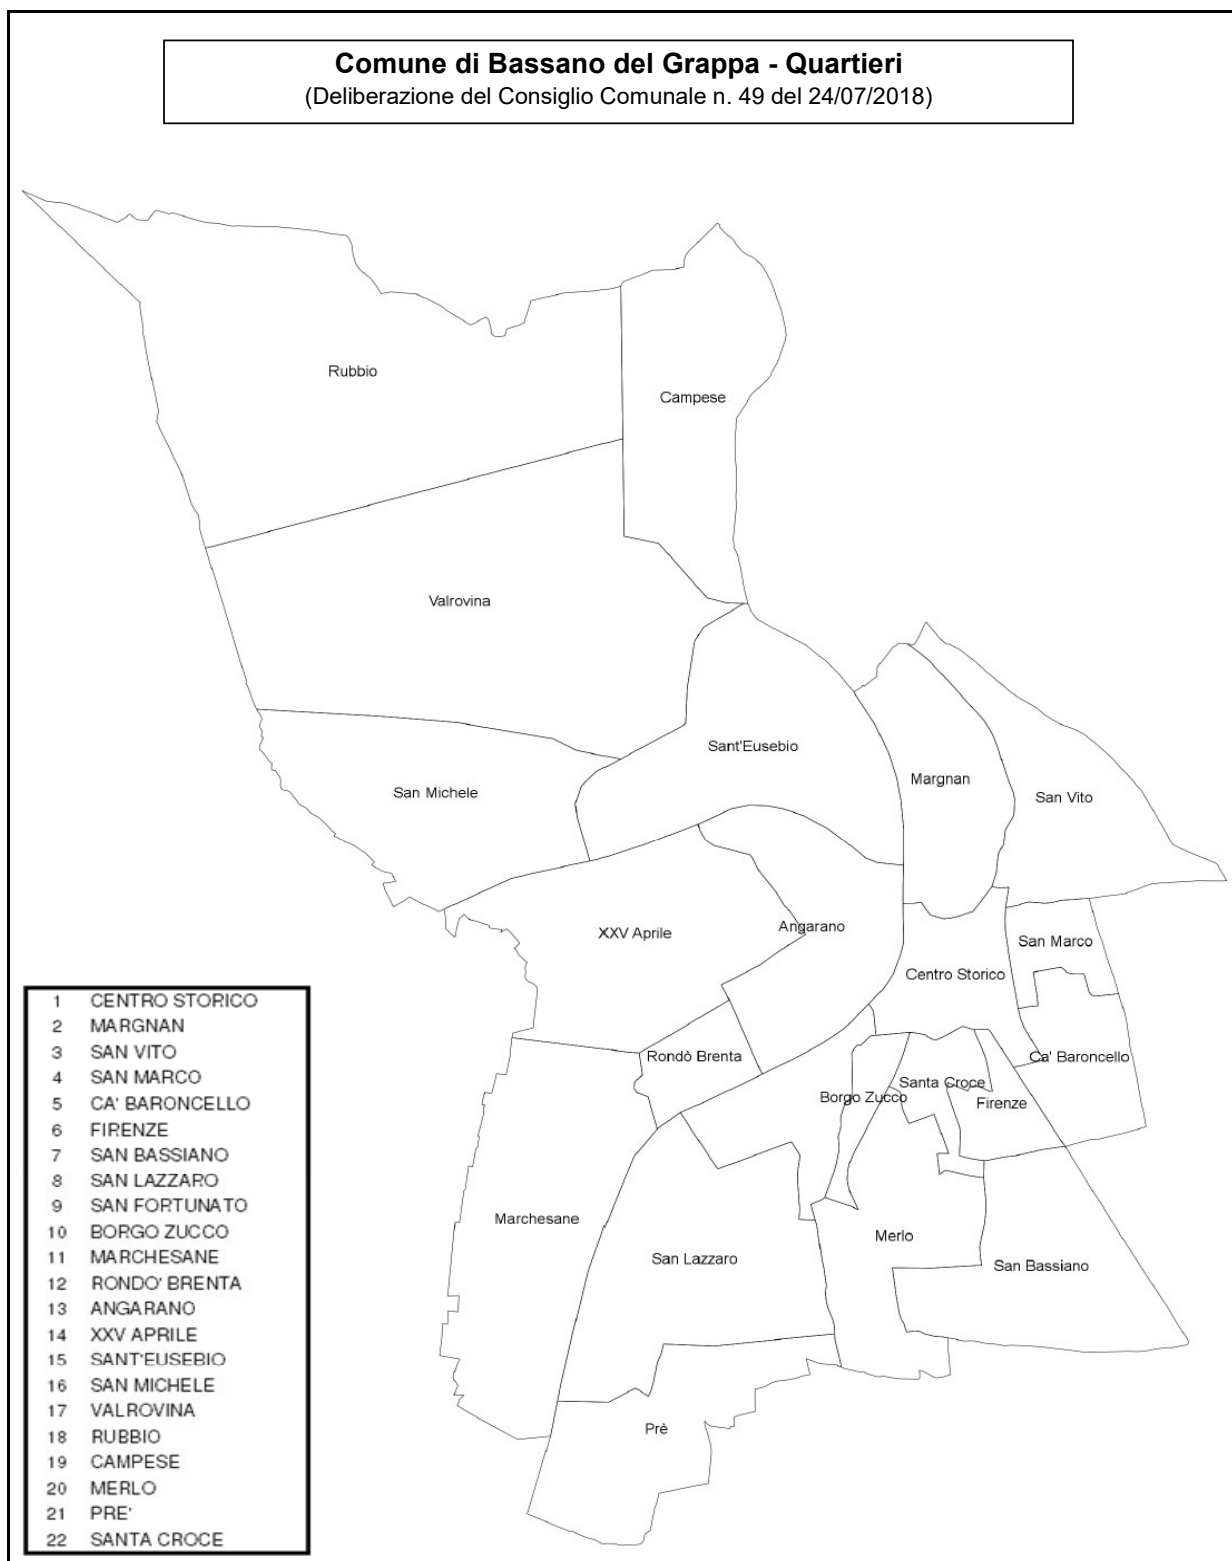 Comune di Bassano del Grappa - Quartieri
(Deliberazione del Consiglio Comunale n. 49 del 24/07/2018)
Rubbio
Campese
Valrovina
Sant'Eusebio
Margnan
San Michele
San Vito
XXV Aprile
Angarano
San Marco
Centro Storico
Rondò Brenta
Ca' Baroncello
Santa Croce
Borgo Zucco
Firenze
Marchesane
Merlo
San Lazzaro
San Bassiano
Prè
1 CENTRO STORICO
2 MARGNAN
3 SAN VITO
4 SAN MARCO
5 CA' BARONCELLO
6 FIRENZE
7 SAN BASSIANO
8 SAN LAZZARO
9 SAN FORTUNATO
10 BORGO ZUCCO
11 MARCHESANE
12 RONDO' BRENTA
13 ANGARANO
14 XXV APRILE
15 SANT'EUSEBIO
16 SAN MICHELE
17 VALROVINA
18 RUBBIO
19 CAMPESE
20 MERLO
21 PRE'
22 SANTA CROCE